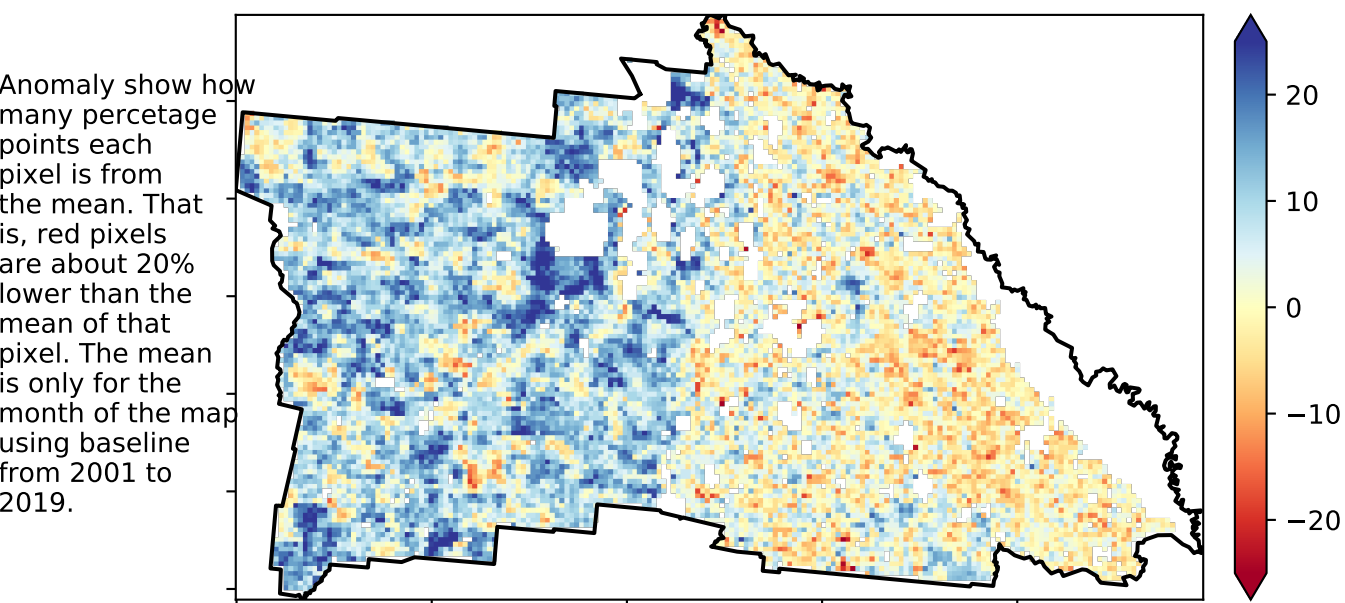 Anomaly show how
many percetage
points each
pixel is from
the mean. That
is, red pixels
are about 20%
lower than the
mean of that
pixel. The mean
is only for the
month of the map
using baseline
from 2001 to
2019.
20
10
0
−10
−20